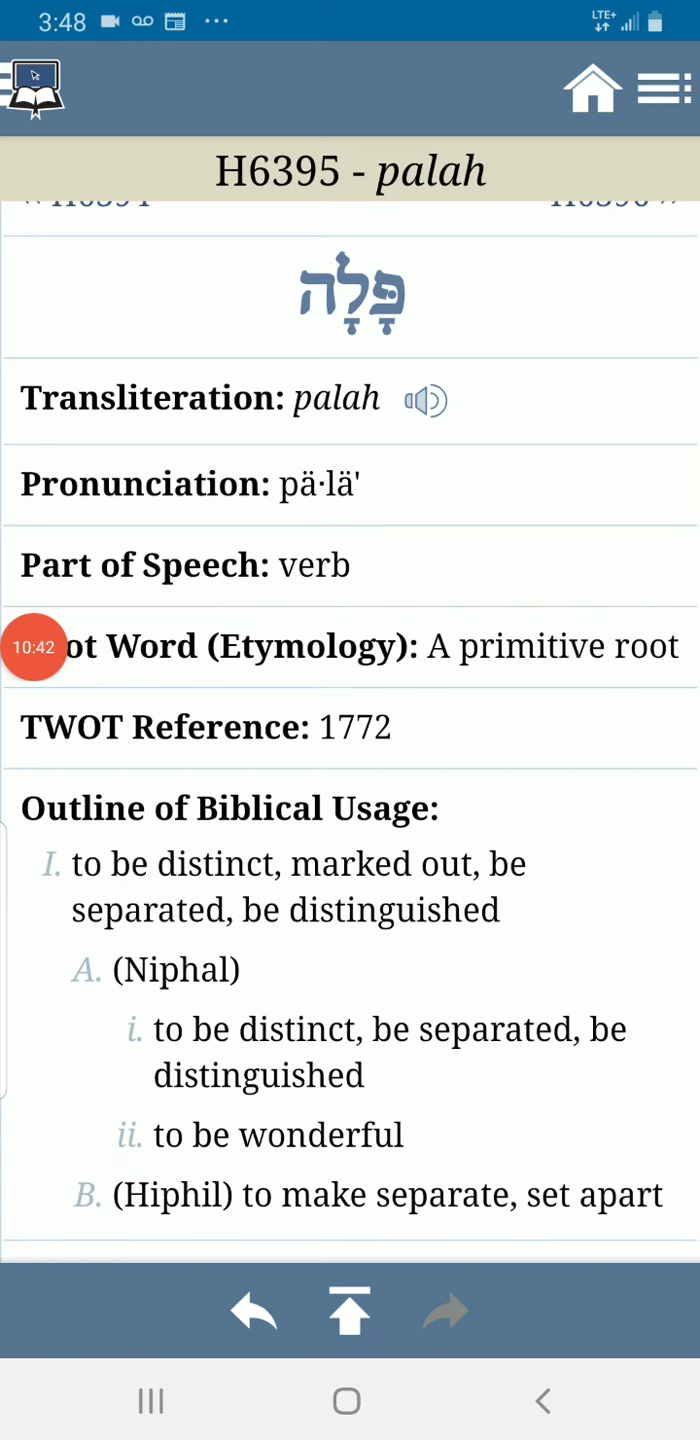 3:48 LTE+
H6395 - palah
פָּלָה
Transliteration: palah
Pronunciation: pä·lä'
Part of Speech: verb
10:42 ot Word (Etymology): A primitive root
TWOT Reference: 1772
Outline of Biblical Usage:
I. to be distinct, marked out, be
separated, be distinguished
A. (Niphal)
i. to be distinct, be separated, be
distinguished
ii. to be wonderful
B. (Hiphil) to make separate, set apart